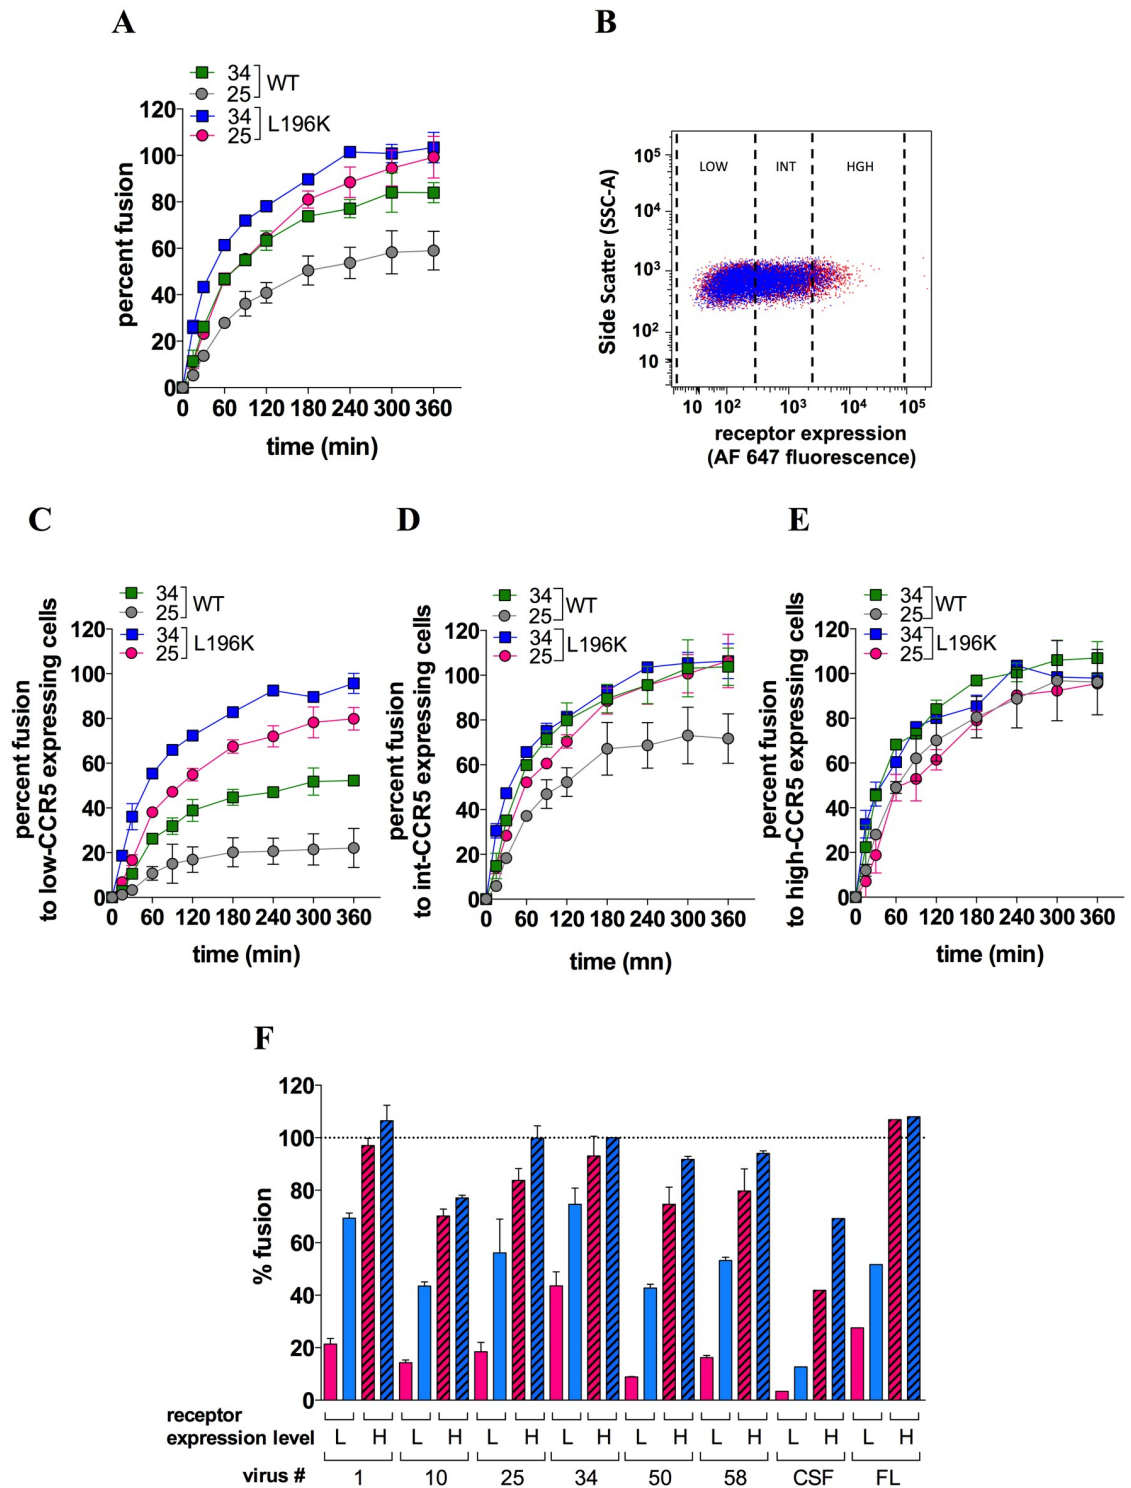 A
34
25
WT
34
25
L196K
percent fusion
120
100
80
60
40
20
0
0 60 120 180 240 300 360
time (min)
B
LOW INT HGH
Side Scatter (SSC-A)
10⁵
10⁴
10³
10²
10
10 10² 10³ 10⁴ 10⁵
receptor expression
(AF 647 fluorescence)
C
34
25
WT
34
25
L196K
percent fusion
to low-CCR5 expressing cells
120
100
80
60
40
20
0
0 60 120 180 240 300 360
time (min)
D
34
25
WT
34
25
L196K
percent fusion
to int-CCR5 expressing cells
120
100
80
60
40
20
0
0 60 120 180 240 300 360
time (mn)
E
34
25
WT
34
25
L196K
percent fusion
to high-CCR5 expressing cells
120
100
80
60
40
20
0
0 60 120 180 240 300 360
time (min)
F
% fusion
120
100
80
60
40
20
0
receptor
expression level L H L H L H L H L H L H L H L H
virus # 1 10 25 34 50 58 CSF FL